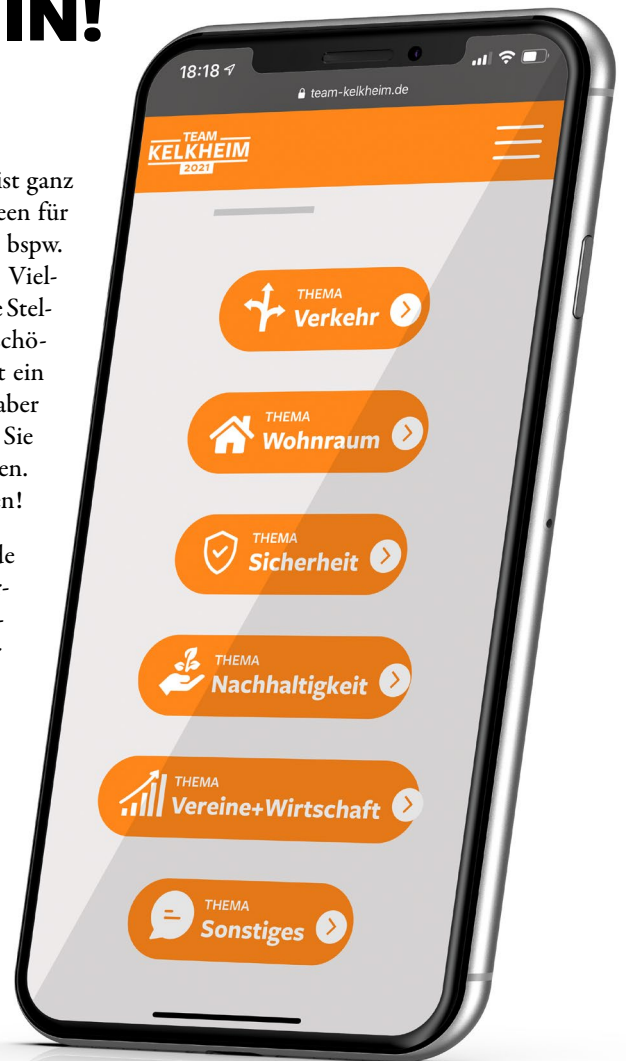 IN!
ist ganz
een für
bspw.
Viel-
e Stel-
chö-
t ein
aber
Sie
en.
en!
le
r-
-
18:18
team-kelkheim.de
TEAM
KELKHEIM
2021
THEMA
Verkehr
THEMA
Wohnraum
THEMA
Sicherheit
THEMA
Nachhaltigkeit
THEMA
Vereine+Wirtschaft
THEMA
Sonstiges